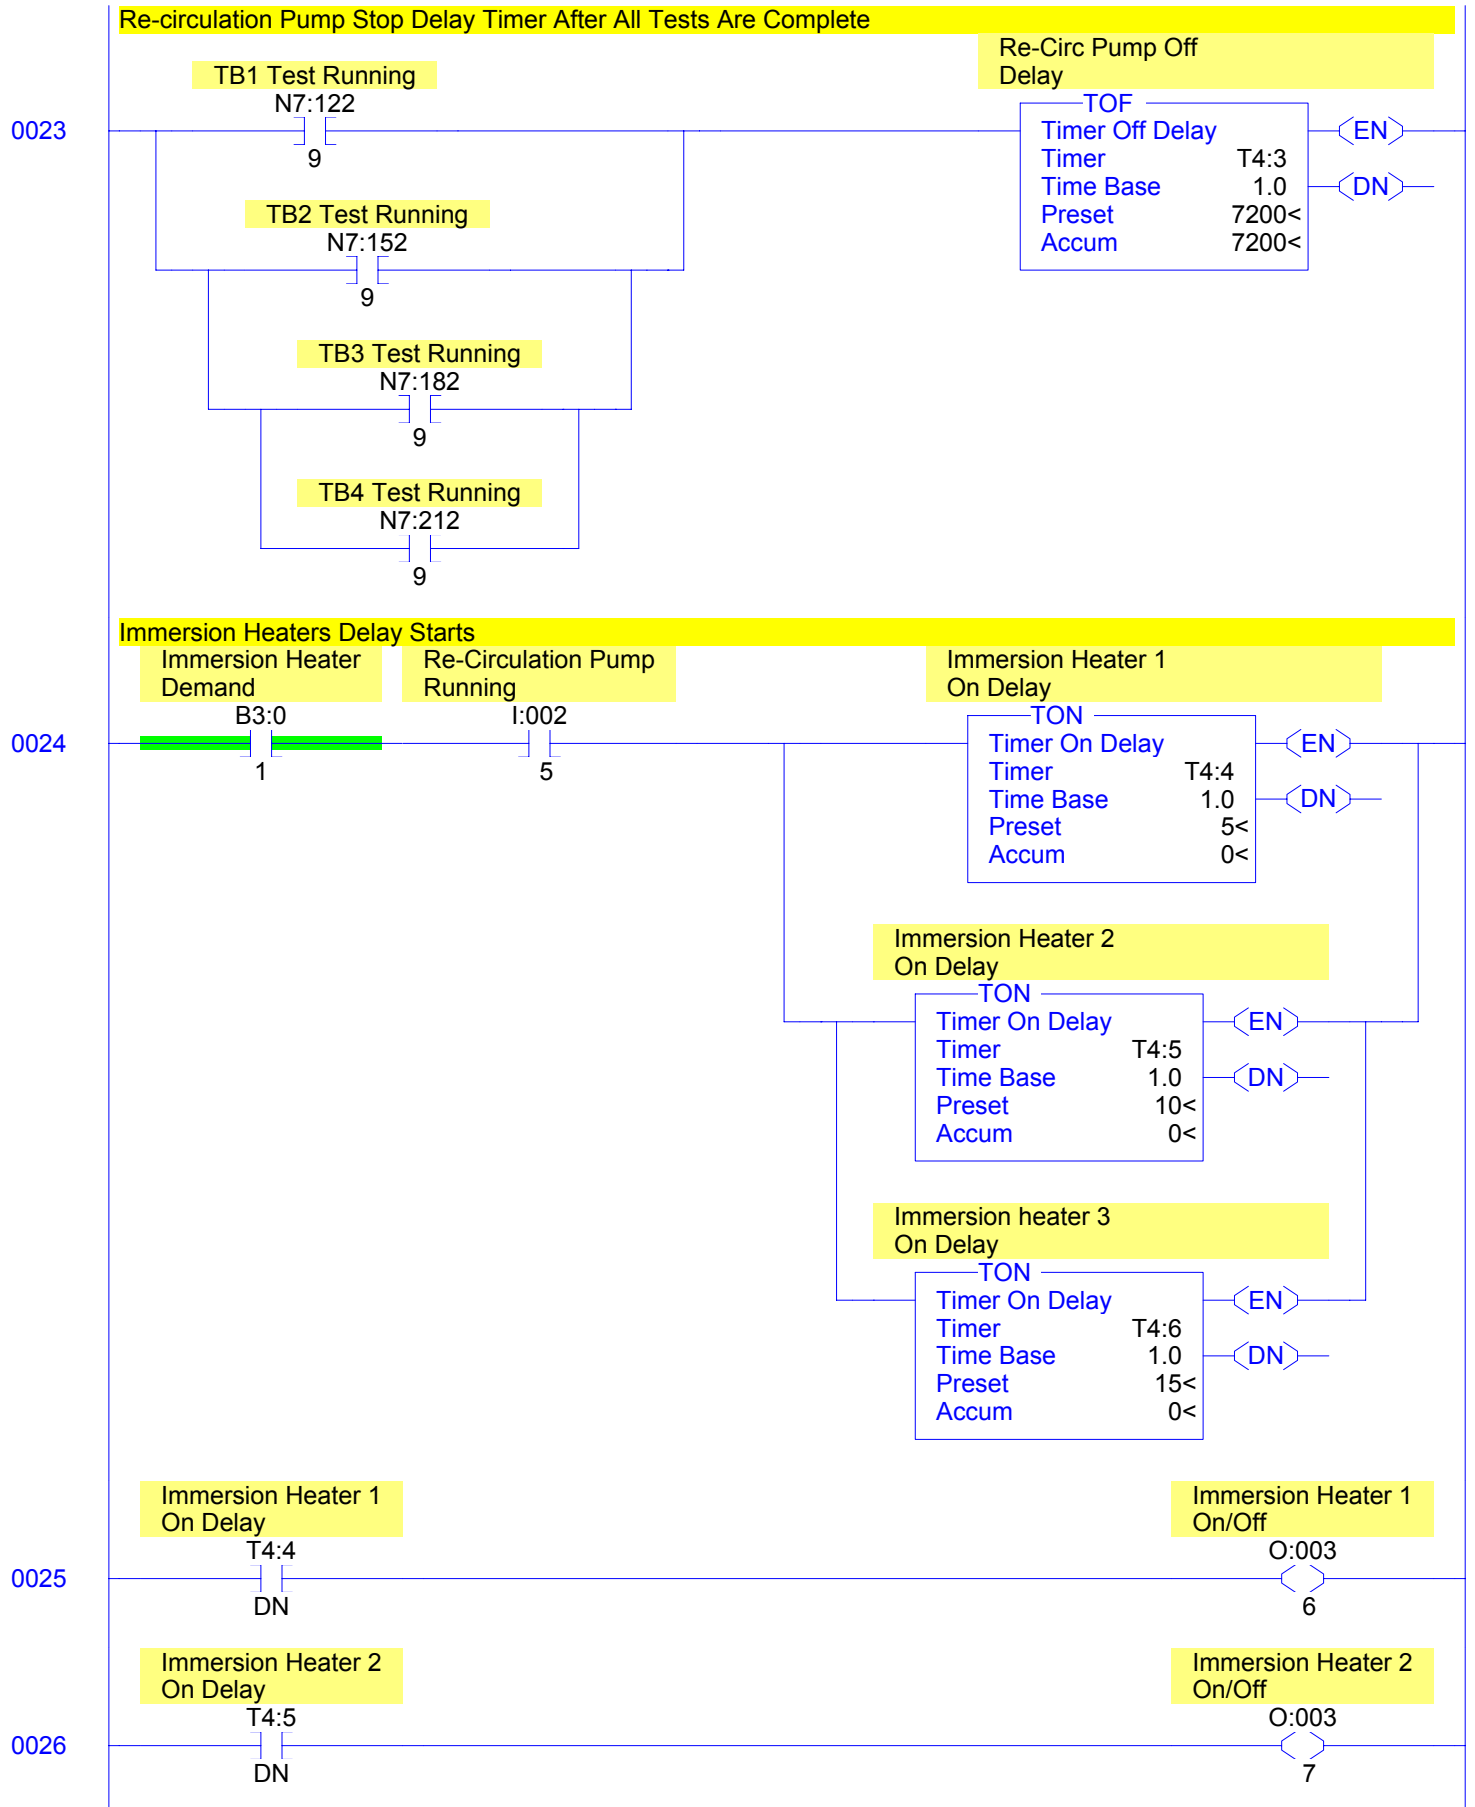 Re-circulation Pump Stop Delay Timer After All Tests Are Complete
Re-Circ Pump Off
Delay
TB1 Test Running
N7:122
0023
9
TOF
Timer Off Delay
Timer T4:3
Time Base 1.0
Preset 7200<
Accum 7200<
EN
DN
TB2 Test Running
N7:152
9
TB3 Test Running
N7:182
9
TB4 Test Running
N7:212
9
Immersion Heaters Delay Starts
Immersion Heater
Demand
B3:0
1
Re-Circulation Pump
Running
I:002
5
0024
Immersion Heater 1
On Delay
TON
Timer On Delay
Timer T4:4
Time Base 1.0
Preset 5<
Accum 0<
EN
DN
Immersion Heater 2
On Delay
TON
Timer On Delay
Timer T4:5
Time Base 1.0
Preset 10<
Accum 0<
EN
DN
Immersion heater 3
On Delay
TON
Timer On Delay
Timer T4:6
Time Base 1.0
Preset 15<
Accum 0<
EN
DN
Immersion Heater 1
On Delay
T4:4
0025
DN
Immersion Heater 1
On/Off
O:003
6
Immersion Heater 2
On Delay
T4:5
0026
DN
Immersion Heater 2
On/Off
O:003
7